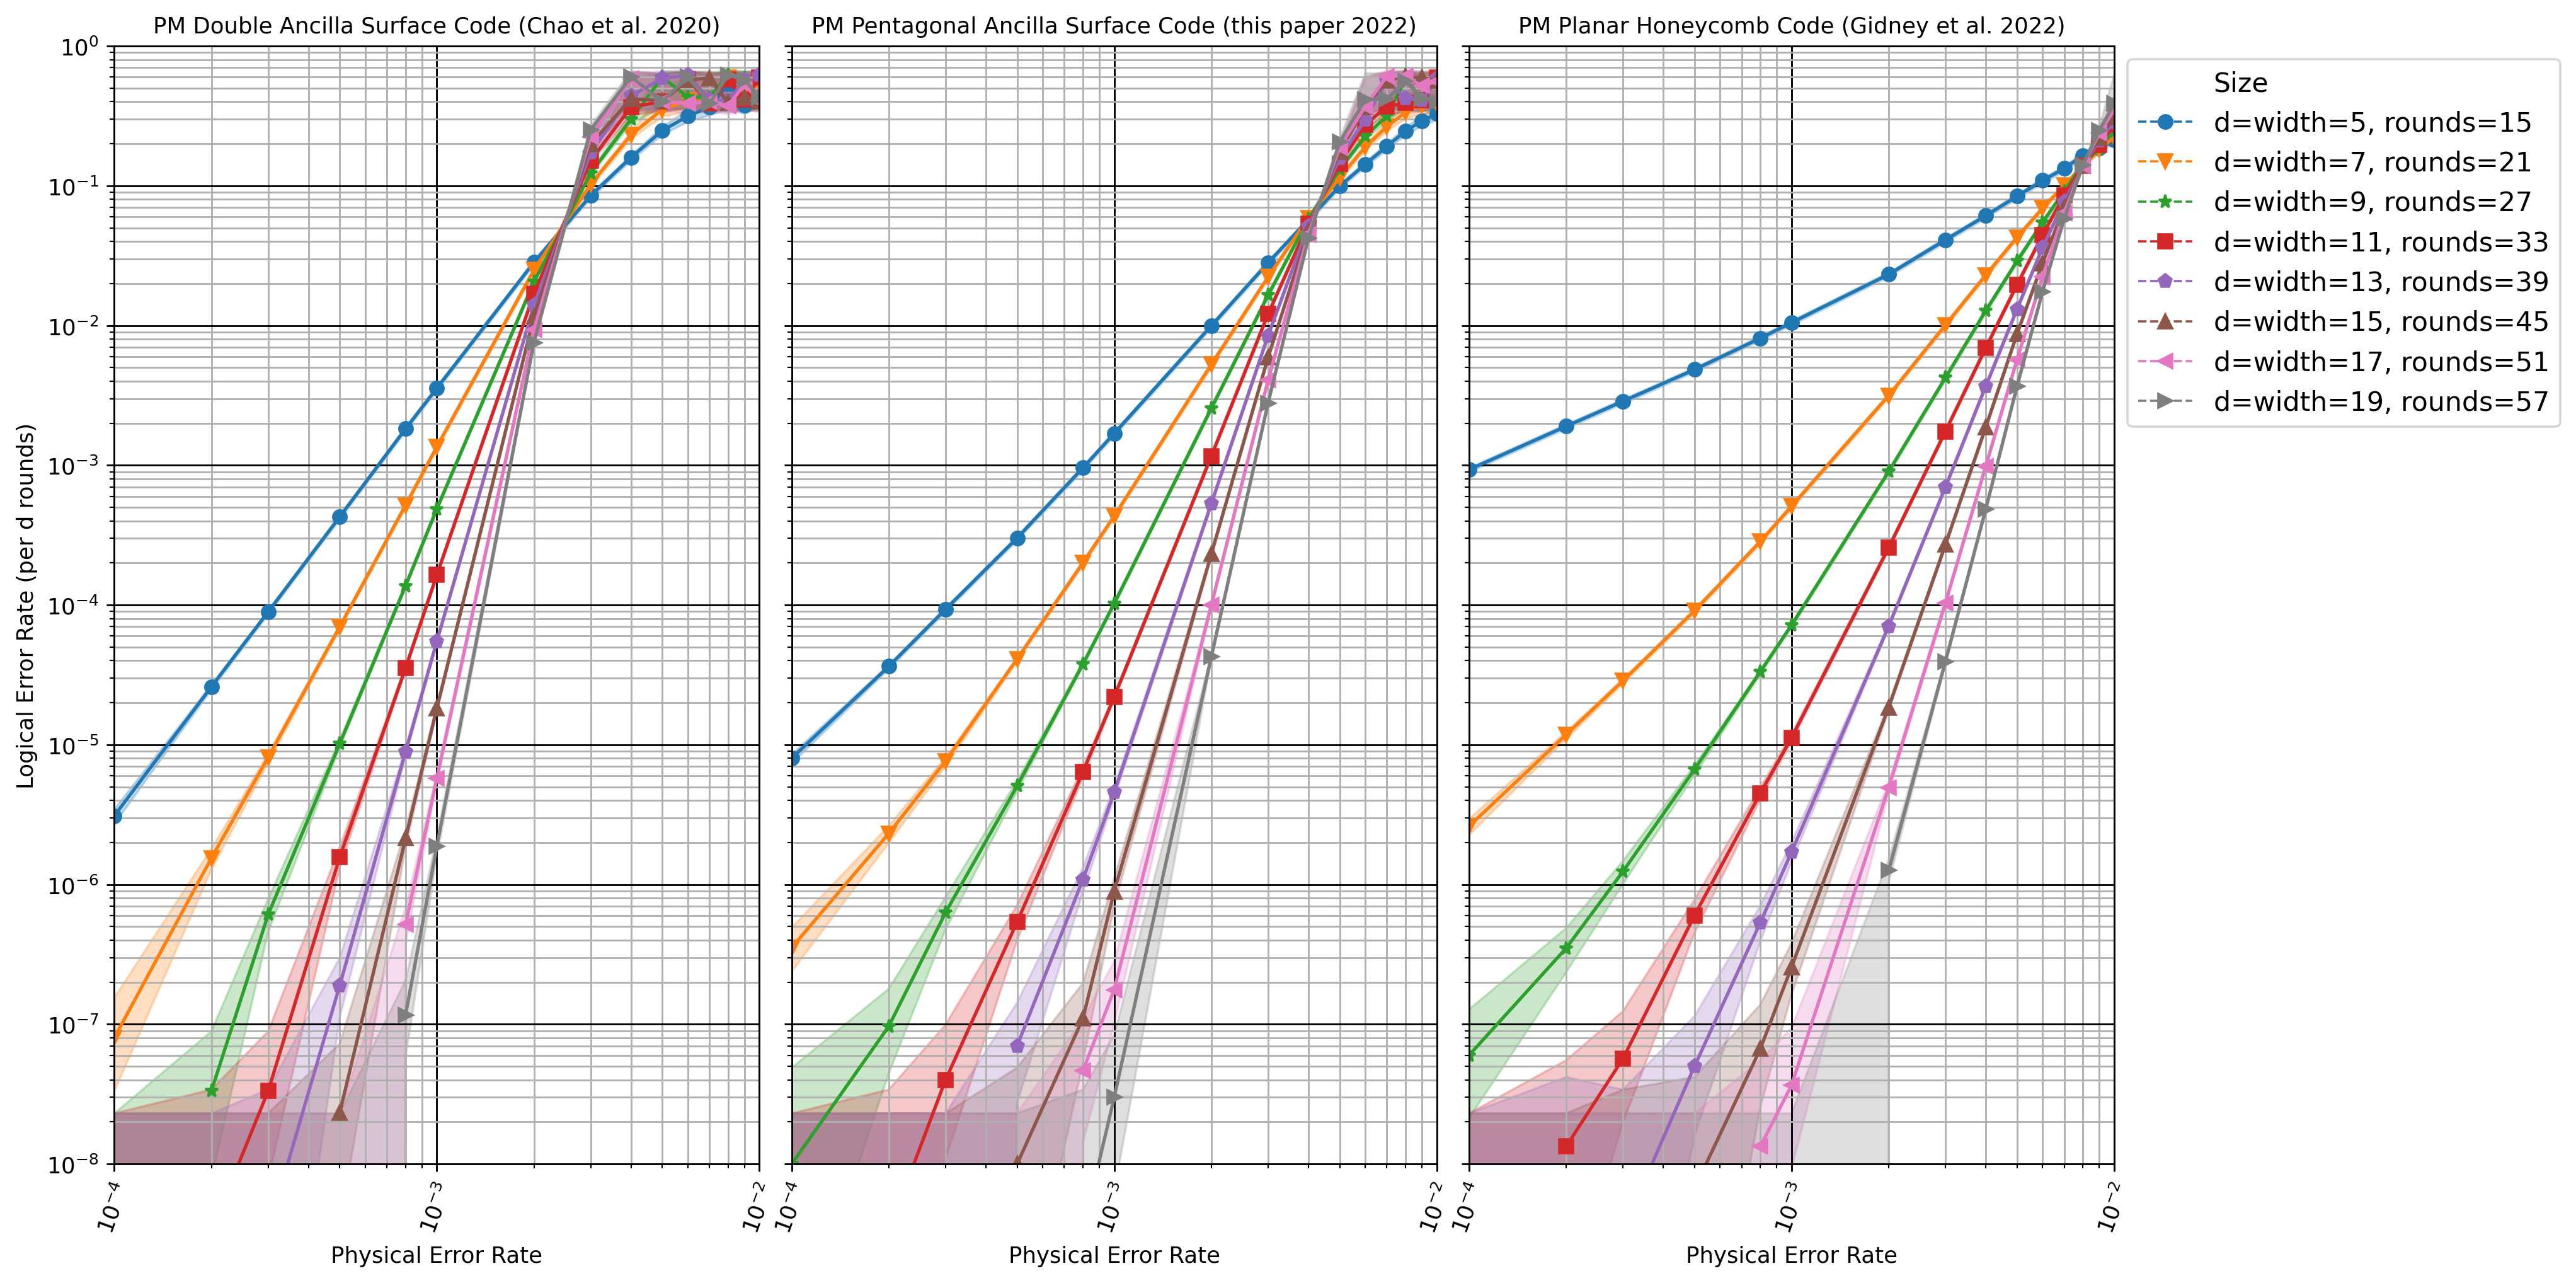 PM Double Ancilla Surface Code (Chao et al. 2020)
PM Pentagonal Ancilla Surface Code (this paper 2022)
PM Planar Honeycomb Code (Gidney et al. 2022)
Logical Error Rate (per d rounds)
10⁰
10⁻¹
10⁻²
10⁻³
10⁻⁴
10⁻⁵
10⁻⁶
10⁻⁷
10⁻⁸
10⁻⁴
10⁻³
10⁻²
10⁻⁴
10⁻³
10⁻²
10⁻⁴
10⁻³
10⁻²
Physical Error Rate
Physical Error Rate
Physical Error Rate
Size
d=width=5, rounds=15
d=width=7, rounds=21
d=width=9, rounds=27
d=width=11, rounds=33
d=width=13, rounds=39
d=width=15, rounds=45
d=width=17, rounds=51
d=width=19, rounds=57